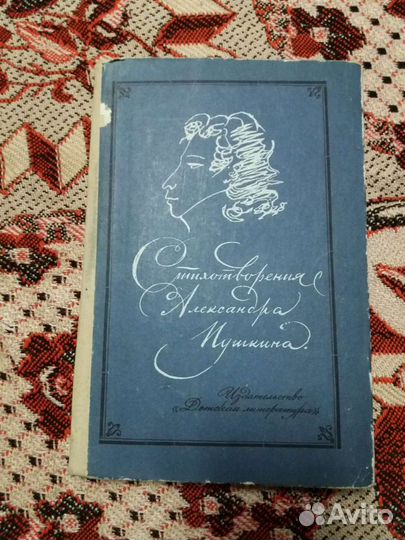 Стихотворения
Александра
Пушкина.
Издательство
«Детская литература»
Avito